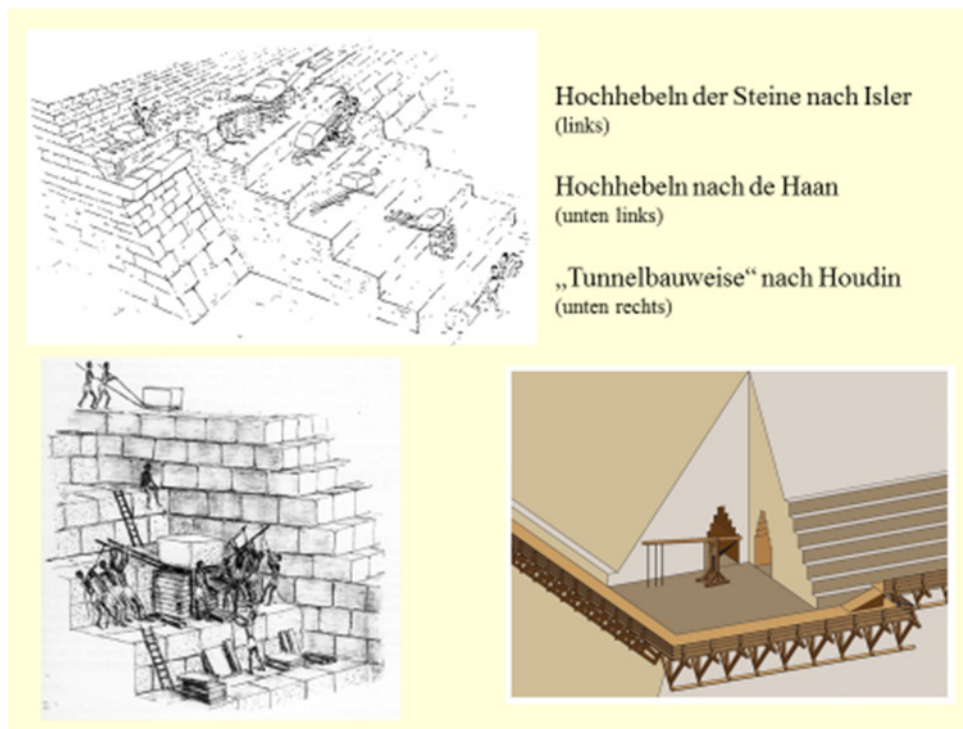 Hochhebeln der Steine nach Isler
(links)
Hochhebeln nach de Haan
(unten links)
„Tunnelbauweise“ nach Houdin
(unten rechts)